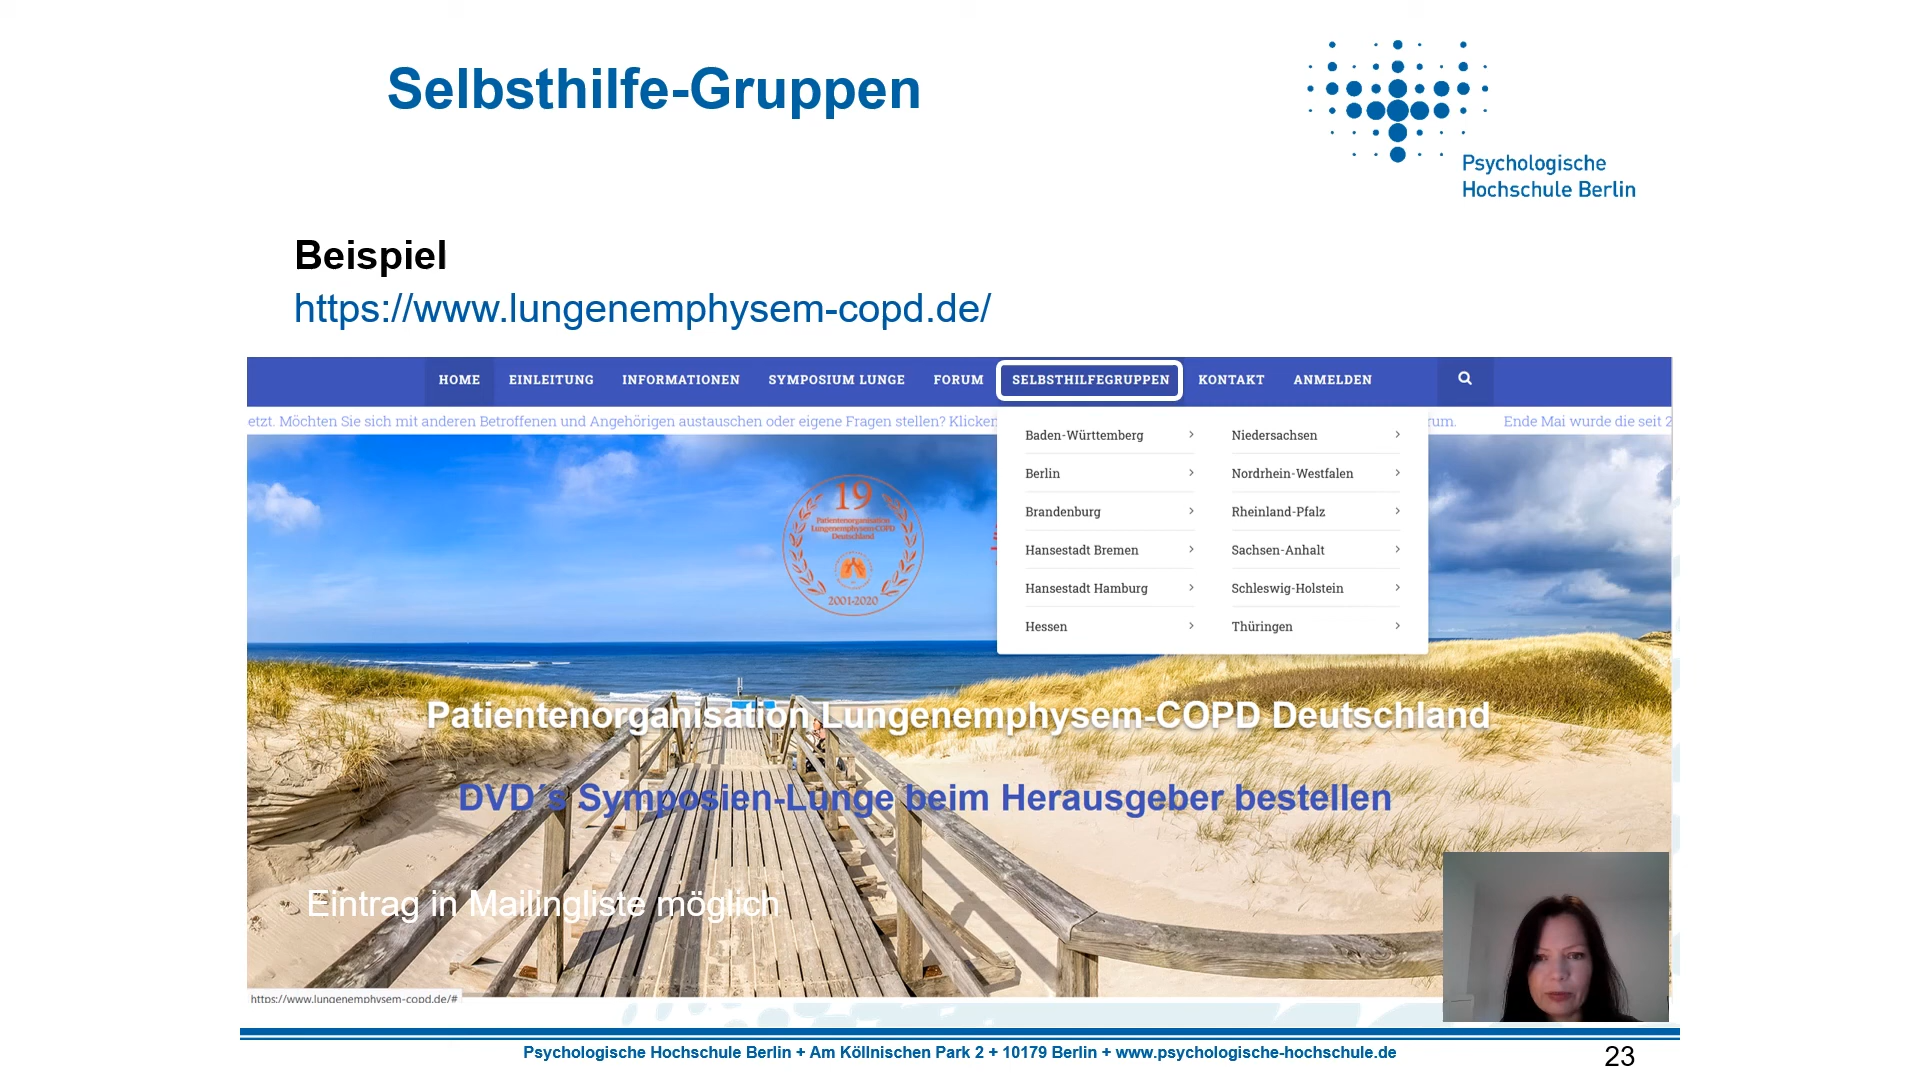 Selbsthilfe-Gruppen
Psychologische
Hochschule Berlin
Beispiel
https://www.lungenemphysem-copd.de/
HOME EINLEITUNG INFORMATIONEN SYMPOSIUM LUNGE FORUM SELBSTHILFEGRUPPEN KONTAKT ANMELDEN
etzt. Möchten Sie sich mit anderen Betroffenen und Angehörigen austauschen oder eigene Fragen stellen? Klicken rum. Ende Mai wurde die seit 2
Baden-Württemberg Niedersachsen
Berlin Nordrhein-Westfalen
Brandenburg Rheinland-Pfalz
Hansestadt Bremen Sachsen-Anhalt
Hansestadt Hamburg Schleswig-Holstein
Hessen Thüringen
19
Patientenorganisation
Lungenemphysem-COPD
Deutschland
2001-2020
Patientenorganisation Lungenemphysem-COPD Deutschland
DVD´s Symposien-Lunge beim Herausgeber bestellen
Eintrag in Mailingliste möglich
https://www.lungenemphysem-copd.de/#
Psychologische Hochschule Berlin + Am Köllnischen Park 2 + 10179 Berlin + www.psychologische-hochschule.de
23